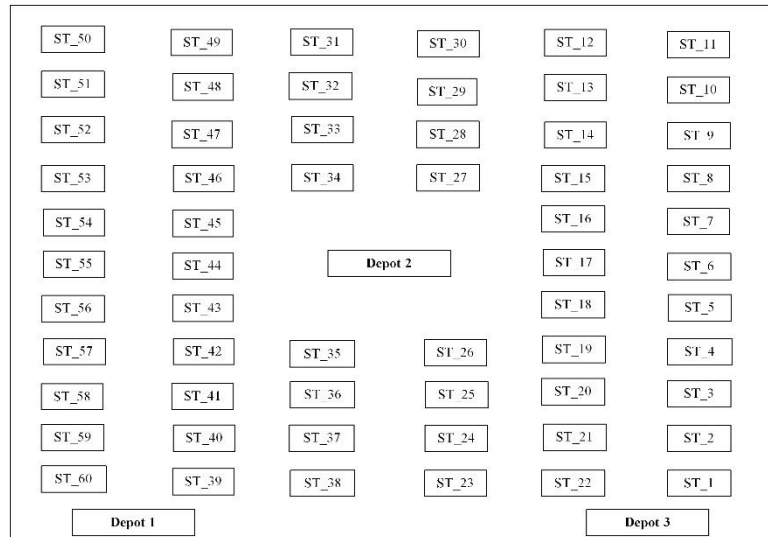 ST_50 ST_49 ST_31 ST_30 ST_12 ST_11
ST_51 ST_48 ST_32 ST_29 ST_13 ST_10
ST_52 ST_47 ST_33 ST_28 ST_14 ST_9
ST_53 ST_46 ST_34 ST_27 ST_15 ST_8
ST_54 ST_45 ST_16 ST_7
ST_55 ST_44 Depot 2 ST_17 ST_6
ST_56 ST_43 ST_18 ST_5
ST_57 ST_42 ST_35 ST_26 ST_19 ST_4
ST_58 ST_41 ST_36 ST_25 ST_20 ST_3
ST_59 ST_40 ST_37 ST_24 ST_21 ST_2
ST_60 ST_39 ST_38 ST_23 ST_22 ST_1
Depot 1 Depot 3